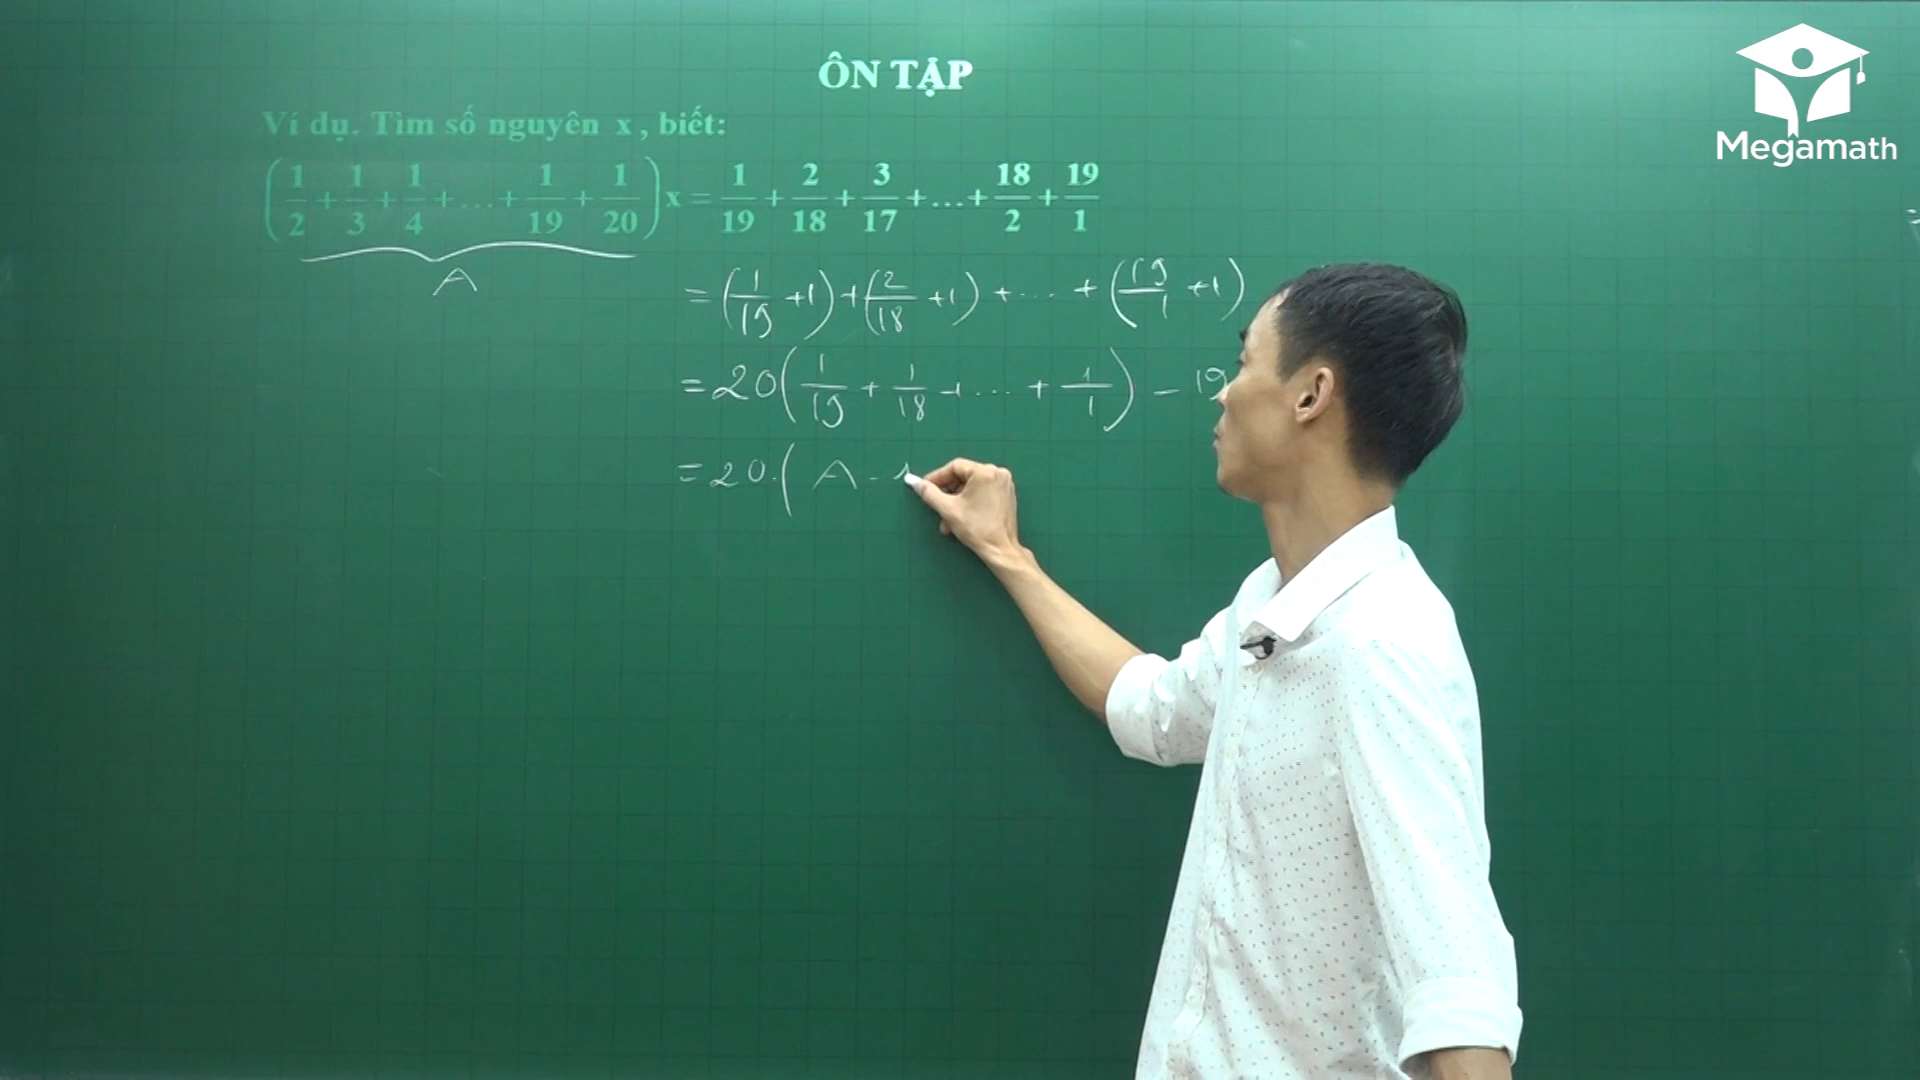 Megamath
ÔN TẬP
Ví dụ. Tìm số nguyên x, biết:
(1/2 + 1/3 + 1/4 + ... + 1/19 + 1/20) x = 1/19 + 2/18 + 3/17 + ... + 18/2 + 19/1
A
= (1/19 + 1) + (2/18 + 1) + ... + (19/1 + 1)
= 20(1/19 + 1/18 + ... + 1/1) - 19
= 20.( A -